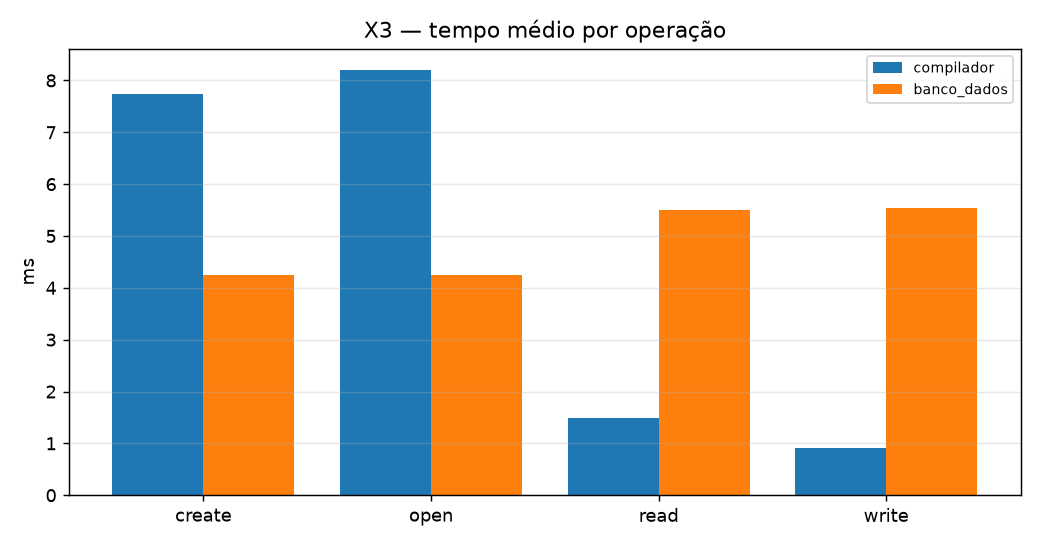 X3 — tempo médio por operação
compilador
banco_dados
ms
8
7
6
5
4
3
2
1
0
create
open
read
write